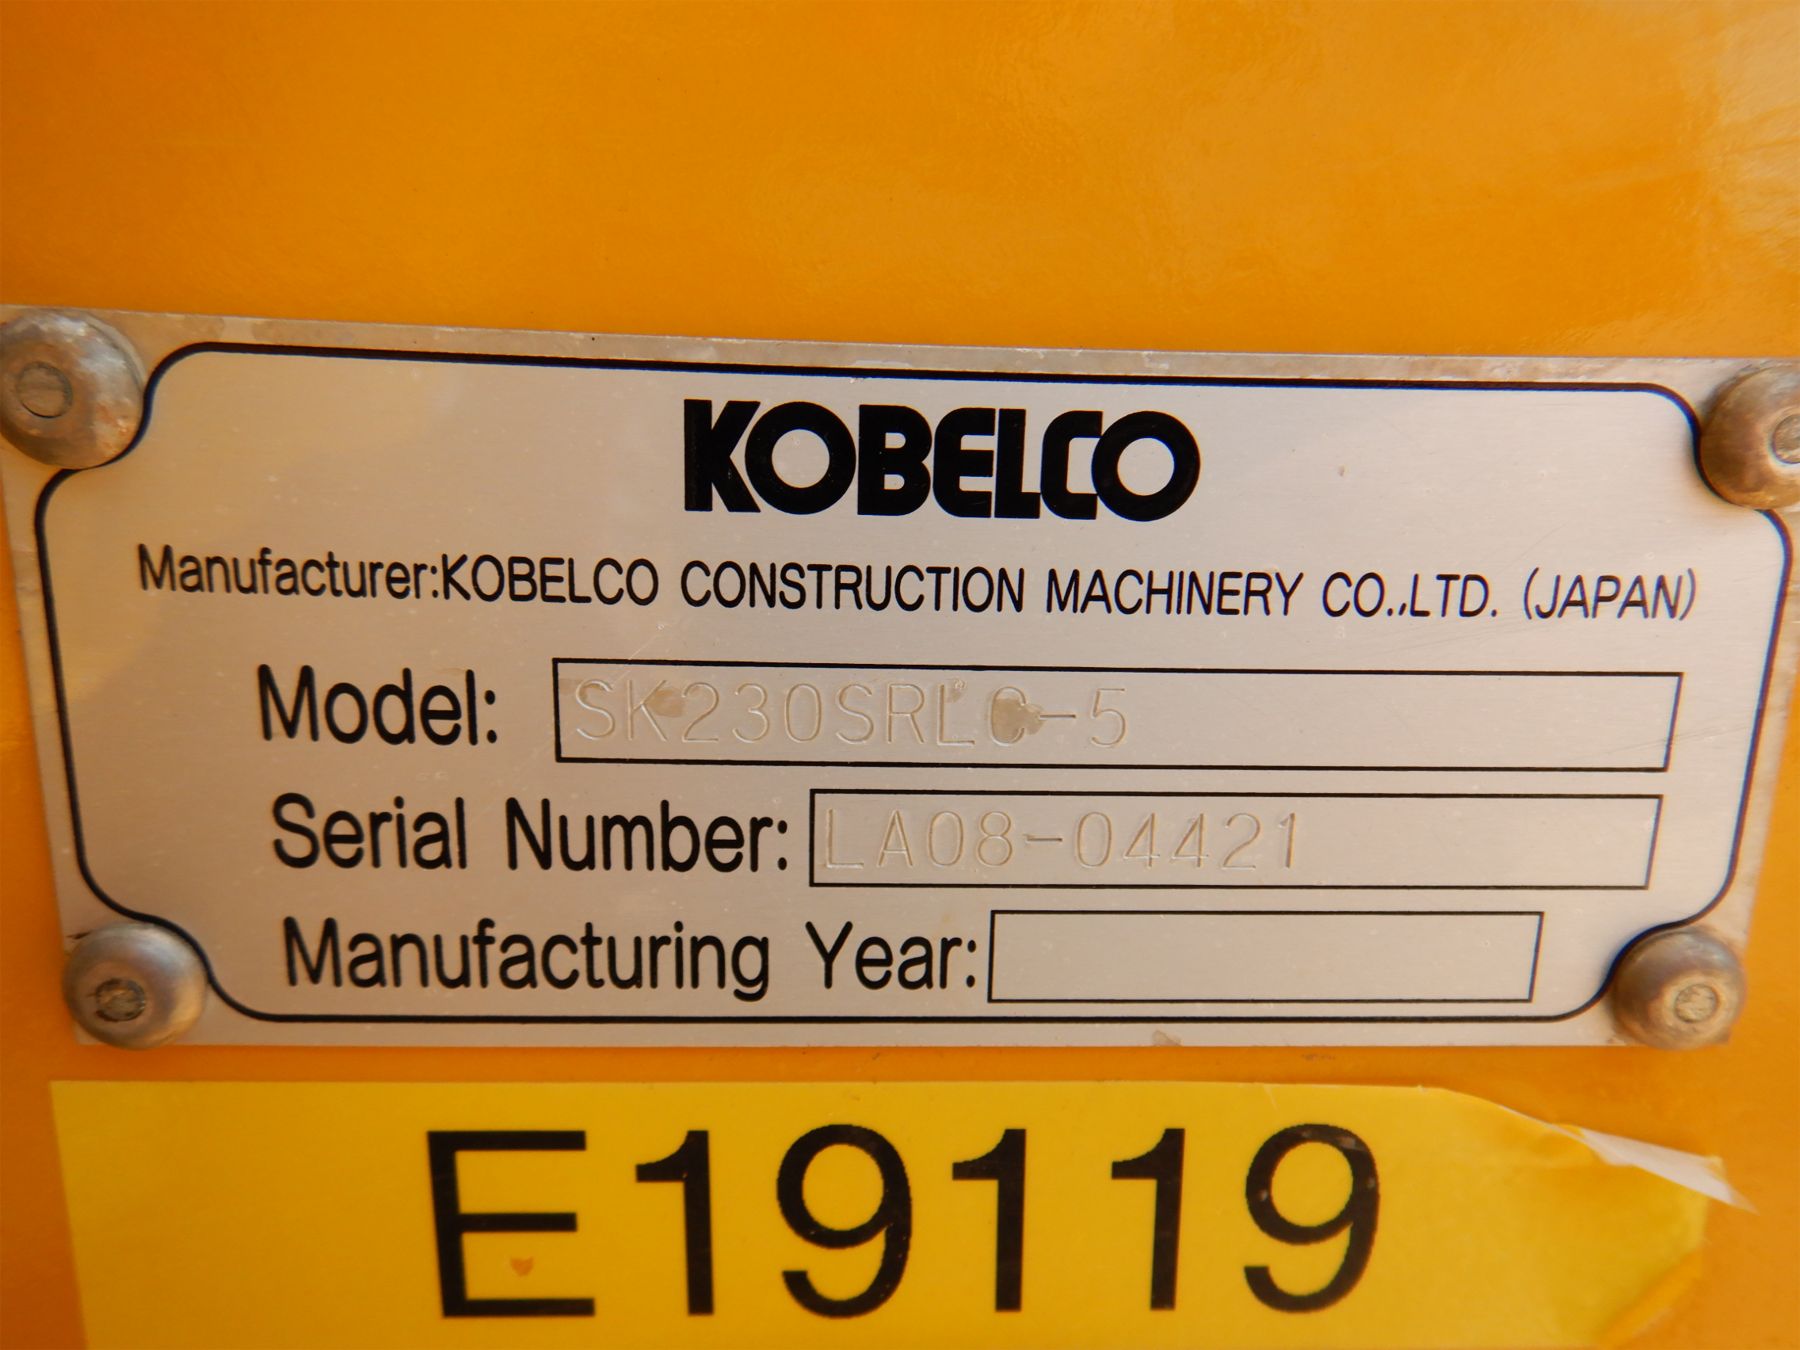 KOBELCO
Manufacturer:KOBELCO CONSTRUCTION MACHINERY CO.,LTD. (JAPAN)
Model: SK230SRLC-5
Serial Number: LA08-04421
Manufacturing Year:
E19119